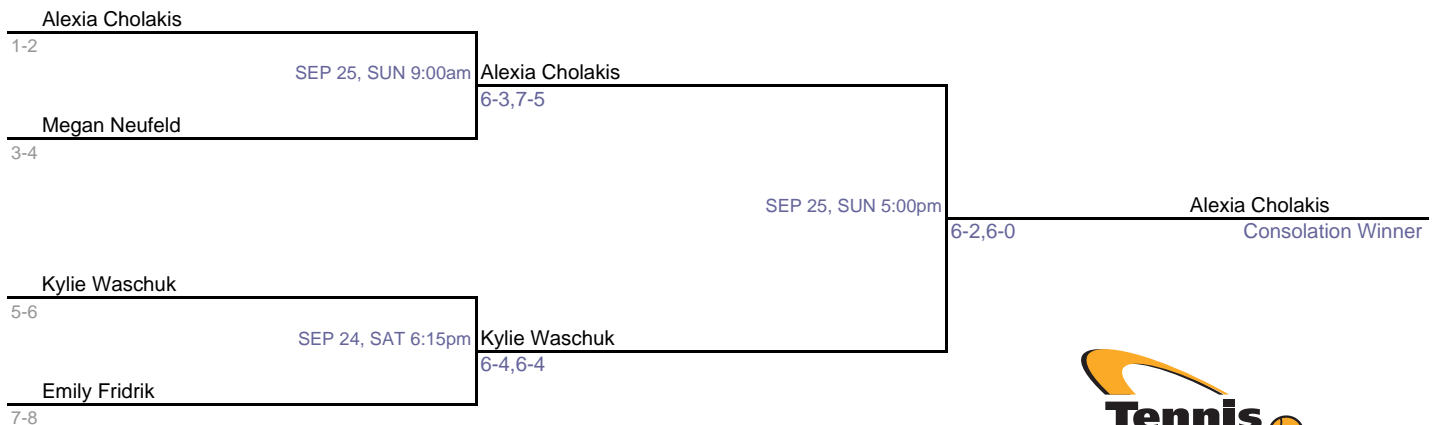 Alexia Cholakis
1-2
SEP 25, SUN 9:00am
Alexia Cholakis
6-3,7-5
Megan Neufeld
3-4
SEP 25, SUN 5:00pm
Alexia Cholakis
6-2,6-0
Consolation Winner
Kylie Waschuk
5-6
SEP 24, SAT 6:15pm
Kylie Waschuk
6-4,6-4
Emily Fridrik
7-8
Tennis